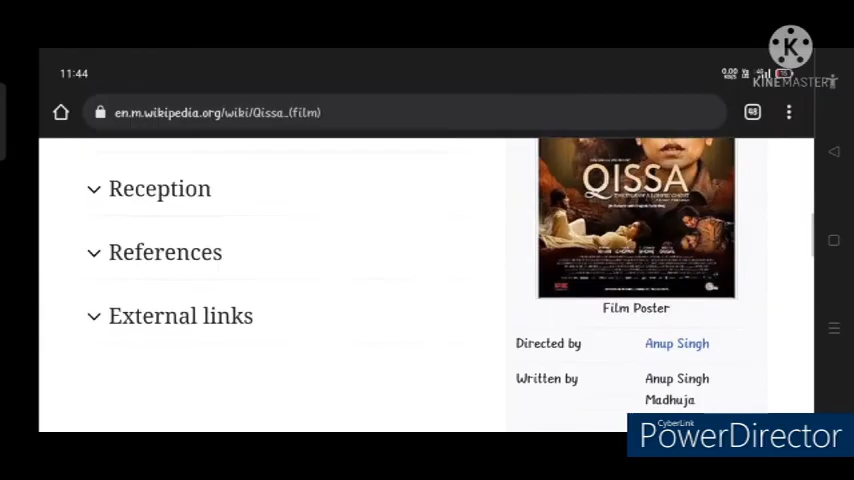 11:44
KINEMASTER
en.m.wikipedia.org/wiki/Qissa_(film)
48
Reception
QISSA
References
External links
Film Poster
Directed by Anup Singh
Written by Anup Singh
Madhuja
CyberLink
PowerDirector